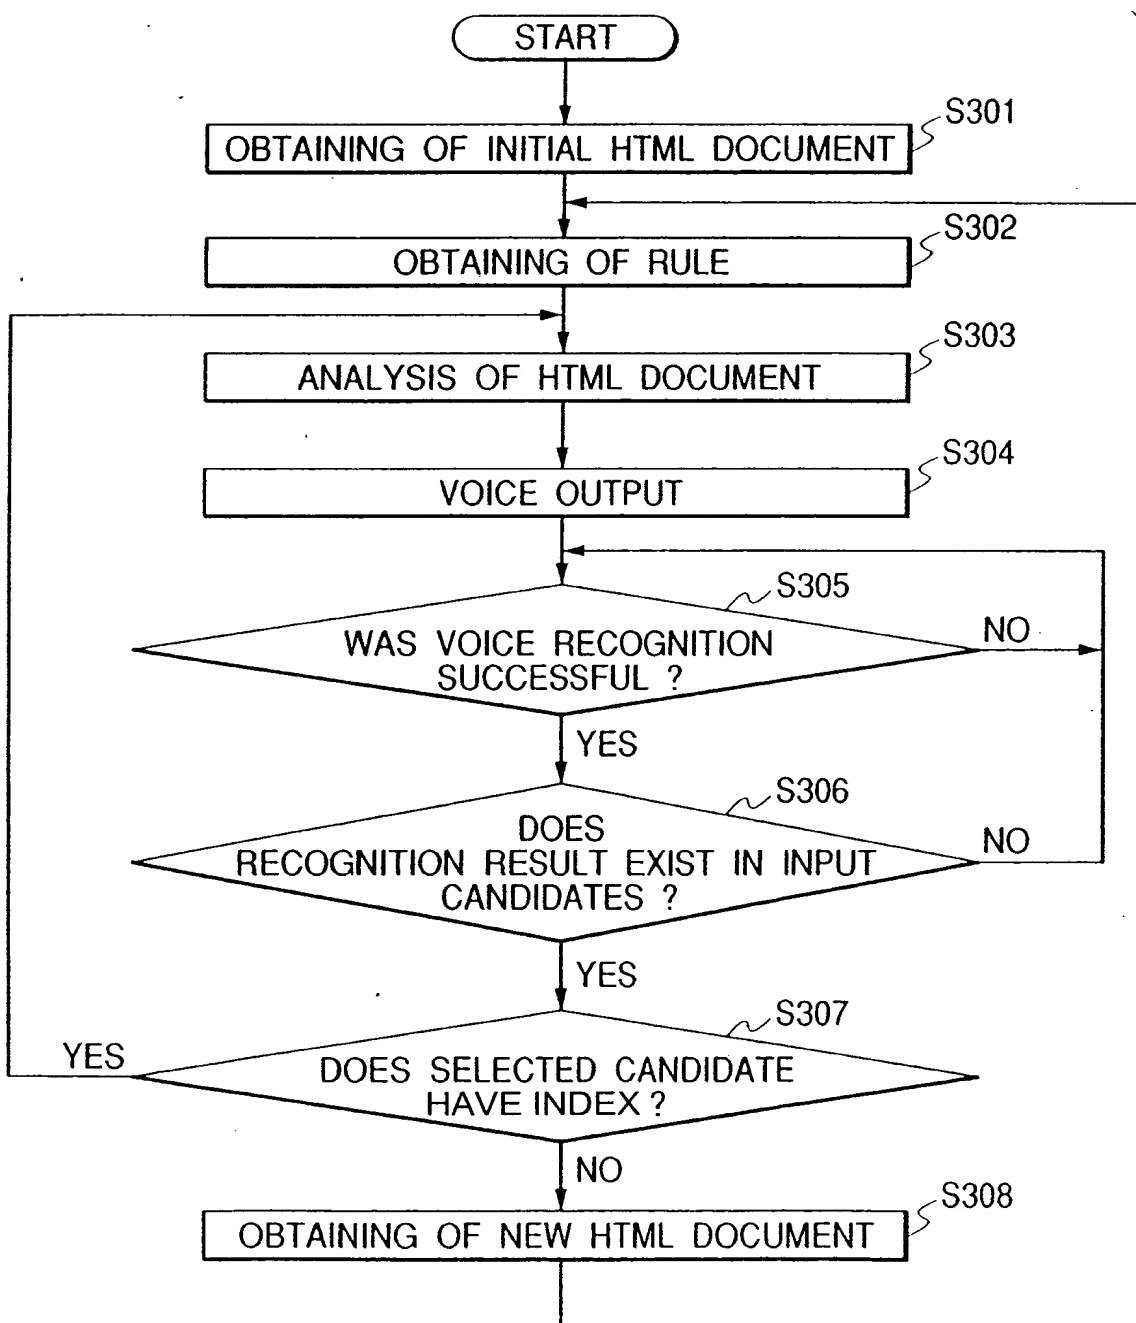 START
S301
OBTAINING OF INITIAL HTML DOCUMENT
S302
OBTAINING OF RULE
S303
ANALYSIS OF HTML DOCUMENT
S304
VOICE OUTPUT
S305
WAS VOICE RECOGNITION
SUCCESSFUL ?
NO
YES
S306
DOES
RECOGNITION RESULT EXIST IN INPUT
CANDIDATES ?
NO
YES
S307
YES
DOES SELECTED CANDIDATE
HAVE INDEX ?
NO
S308
OBTAINING OF NEW HTML DOCUMENT